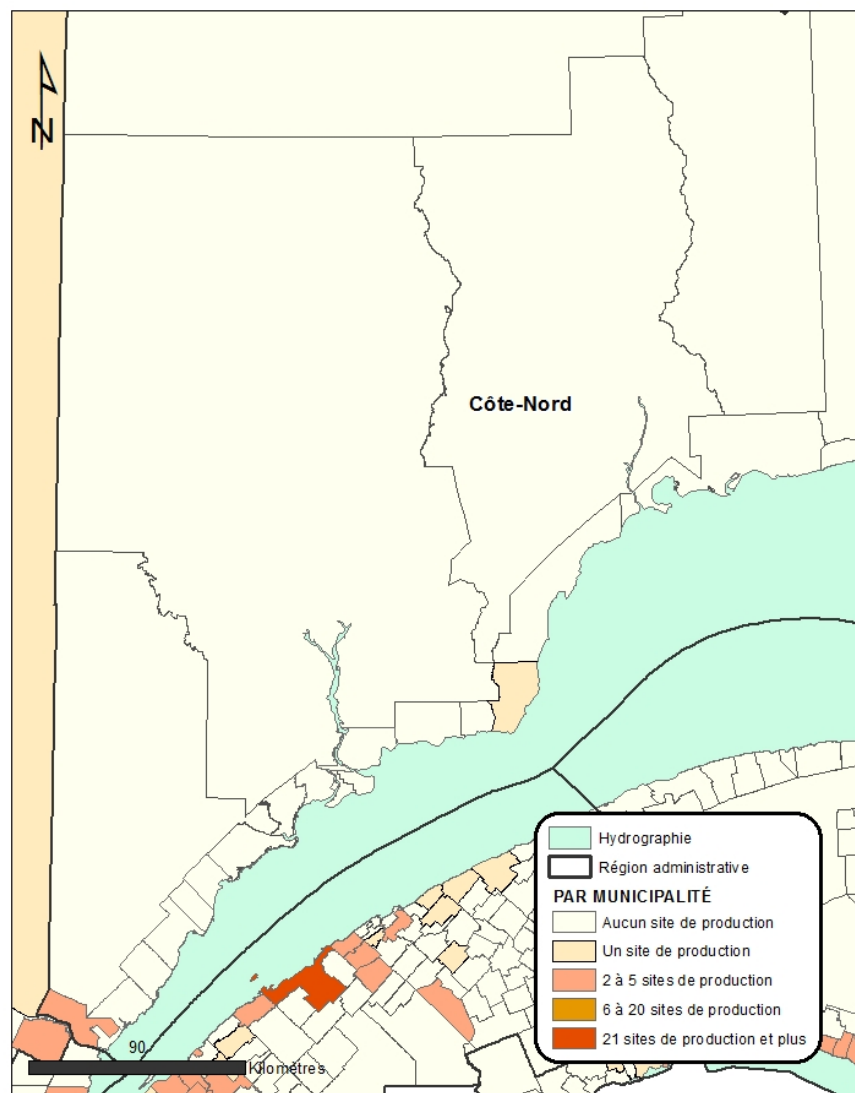 N
Côte-Nord
Hydrographie
Région administrative
PAR MUNICIPALITÉ
Aucun site de production
Un site de production
2 à 5 sites de production
6 à 20 sites de production
21 sites de production et plus
90
Kilomètres